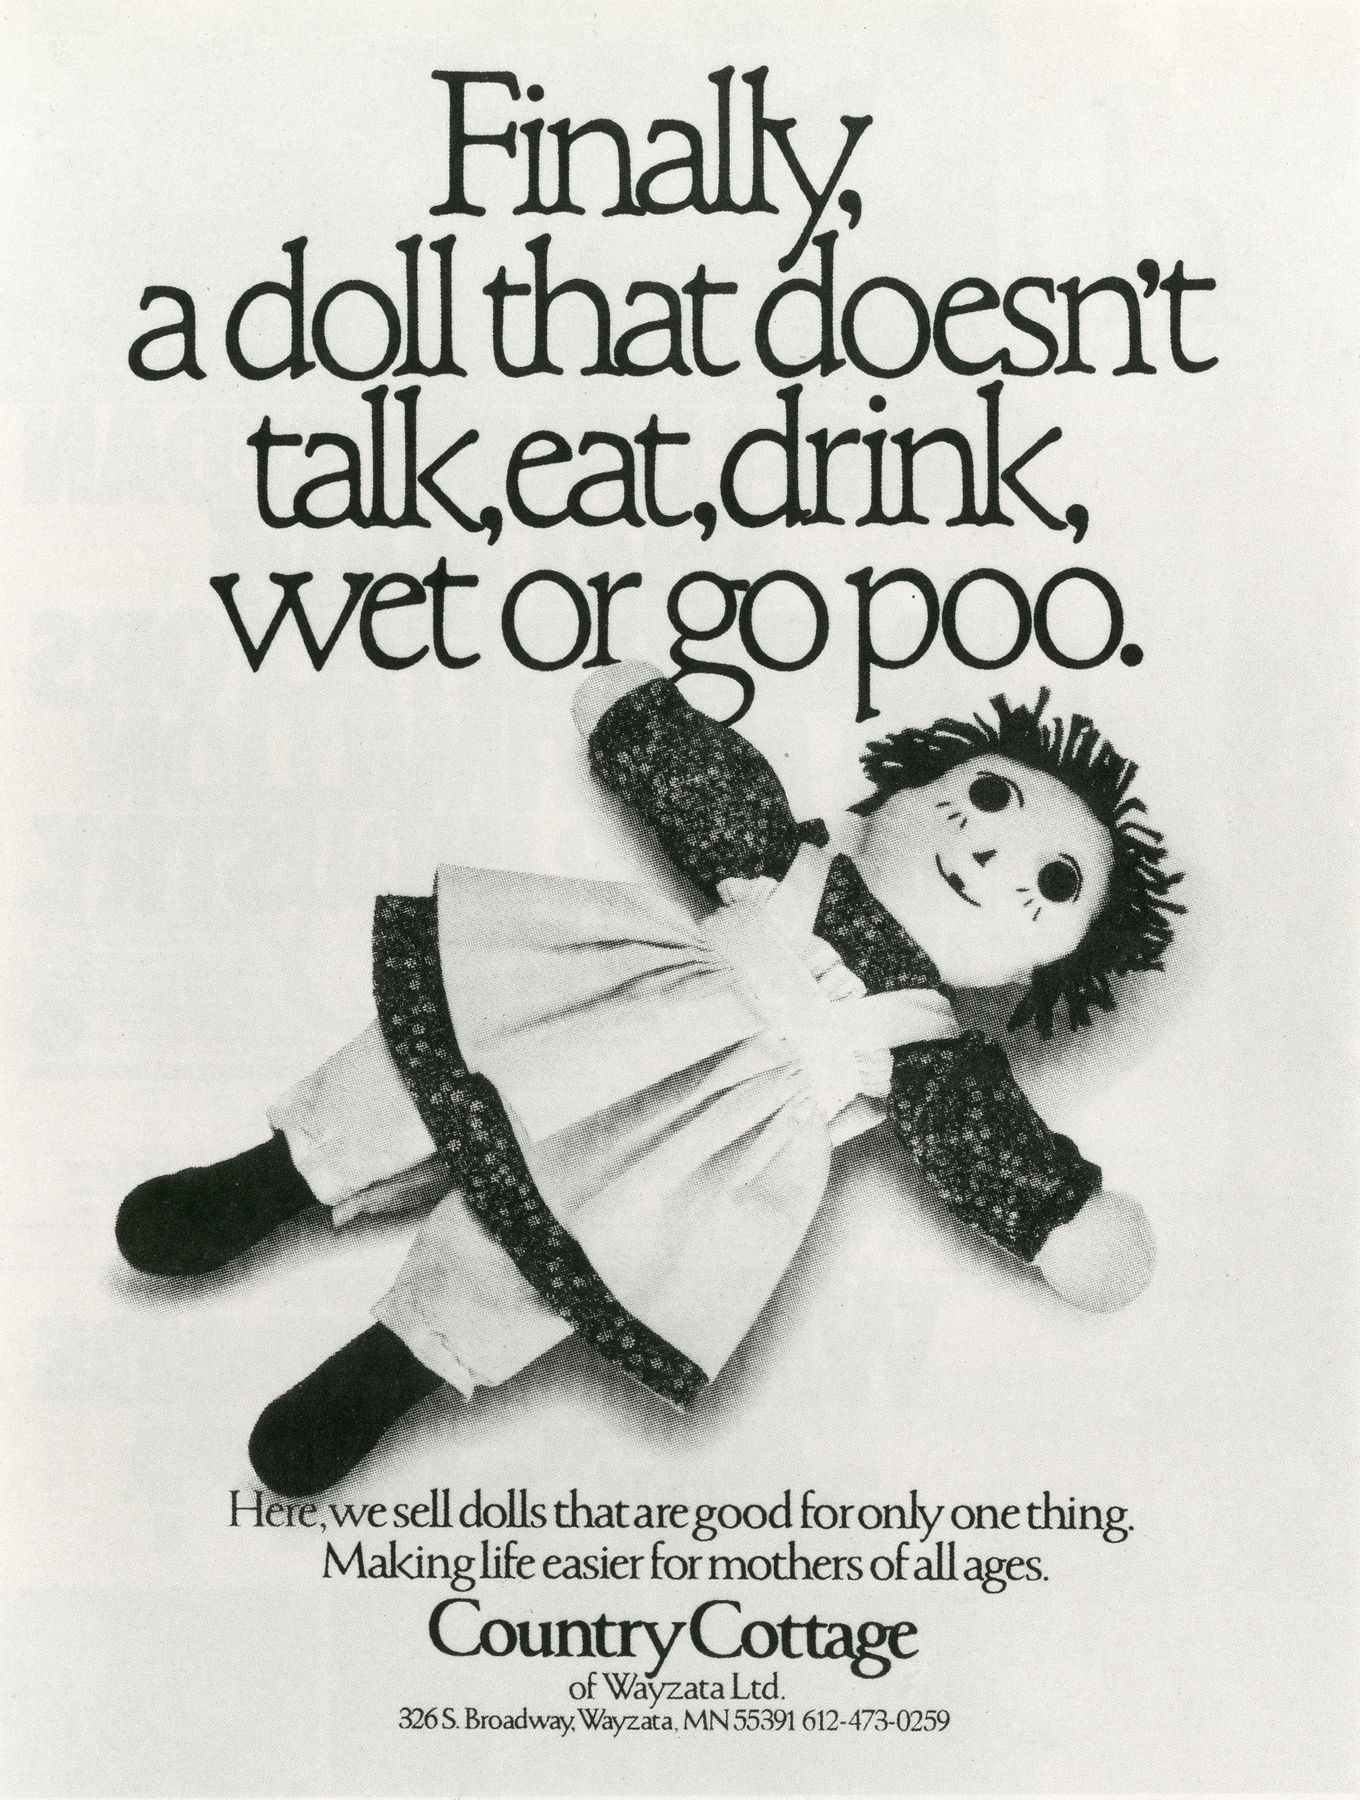 Finally,
a doll that doesn't
talk, eat, drink,
wet or go poo.
Here, we sell dolls that are good for only one thing.
Making life easier for mothers of all ages.
Country Cottage
of Wayzata Ltd.
326 S. Broadway, Wayzata, MN 55391 612-473-0259